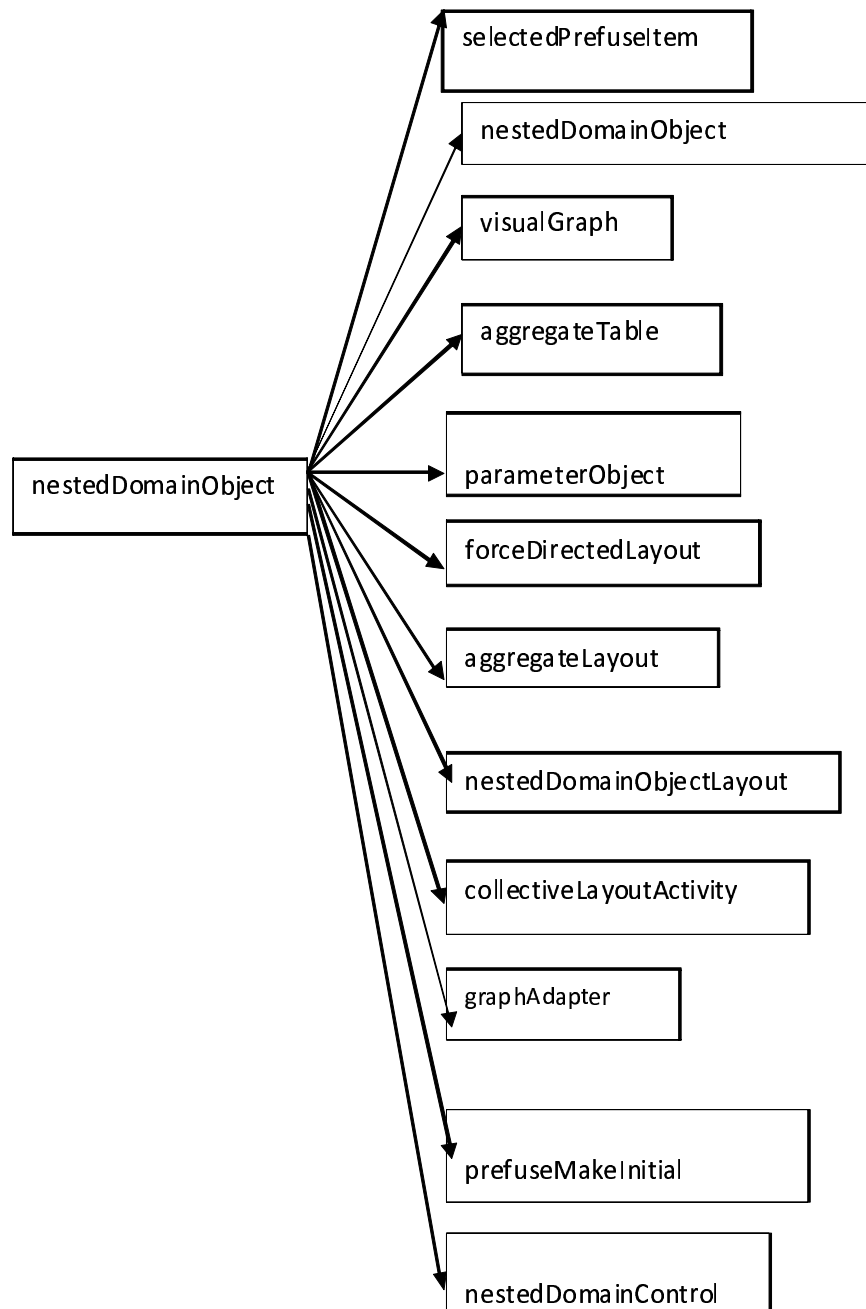 selectedPrefuseItem
nestedDomainObject
visualGraph
aggregateTable
parameterObject
nestedDomainObject
forceDirectedLayout
aggregateLayout
nestedDomainObjectLayout
collectiveLayoutActivity
graphAdapter
prefuseMakeInitial
nestedDomainControl